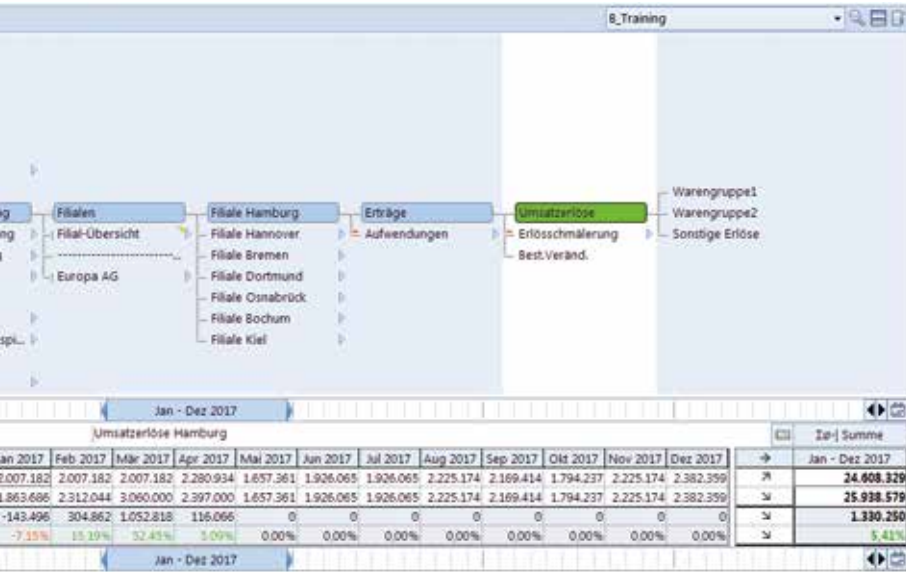 B_Training
Warengruppe1
ng Filialen Filiale Hamburg Erträge Umsatzerlöse Warengruppe2
ng Filial-Übersicht Filiale Hannover Aufwendungen Erlösschmälerung Sonstige Erlöse
Filiale Bremen Best.Veränd.
Europa AG Filiale Dortmund
Filiale Osnabrück
Filiale Bochum
spi... Filiale Kiel
Jan - Dez 2017
Umsatzerlöse Hamburg Summe
an 2017 Feb 2017 Mär 2017 Apr 2017 Mai 2017 Jun 2017 Jul 2017 Aug 2017 Sep 2017 Okt 2017 Nov 2017 Dez 2017 Jan - Dez 2017
2.007.182 2.007.182 2.007.182 2.280.934 1.657.361 1.926.065 1.926.065 2.225.174 2.169.414 1.794.237 2.225.174 2.382.359 24.608.329
1.863.686 2.312.044 3.060.000 2.397.000 1.657.361 1.926.065 1.926.065 2.225.174 2.169.414 1.794.237 2.225.174 2.382.359 25.938.579
-143.496 304.862 1.052.818 116.066 0 0 0 0 0 0 0 0 1.330.250
-7.15% 15.19% 52.45% 5.09% 0.00% 0.00% 0.00% 0.00% 0.00% 0.00% 0.00% 0.00% 5.41%
Jan - Dez 2017